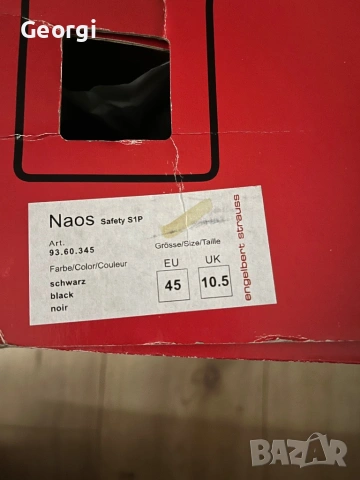 Georgi
Naos Safety S1P
Art.
93.60.345
Farbe/Color/Couleur
schwarz
black
noir
Grösse/Size/Taille
EU UK
45 10.5
engelbert strauss
BAZAR